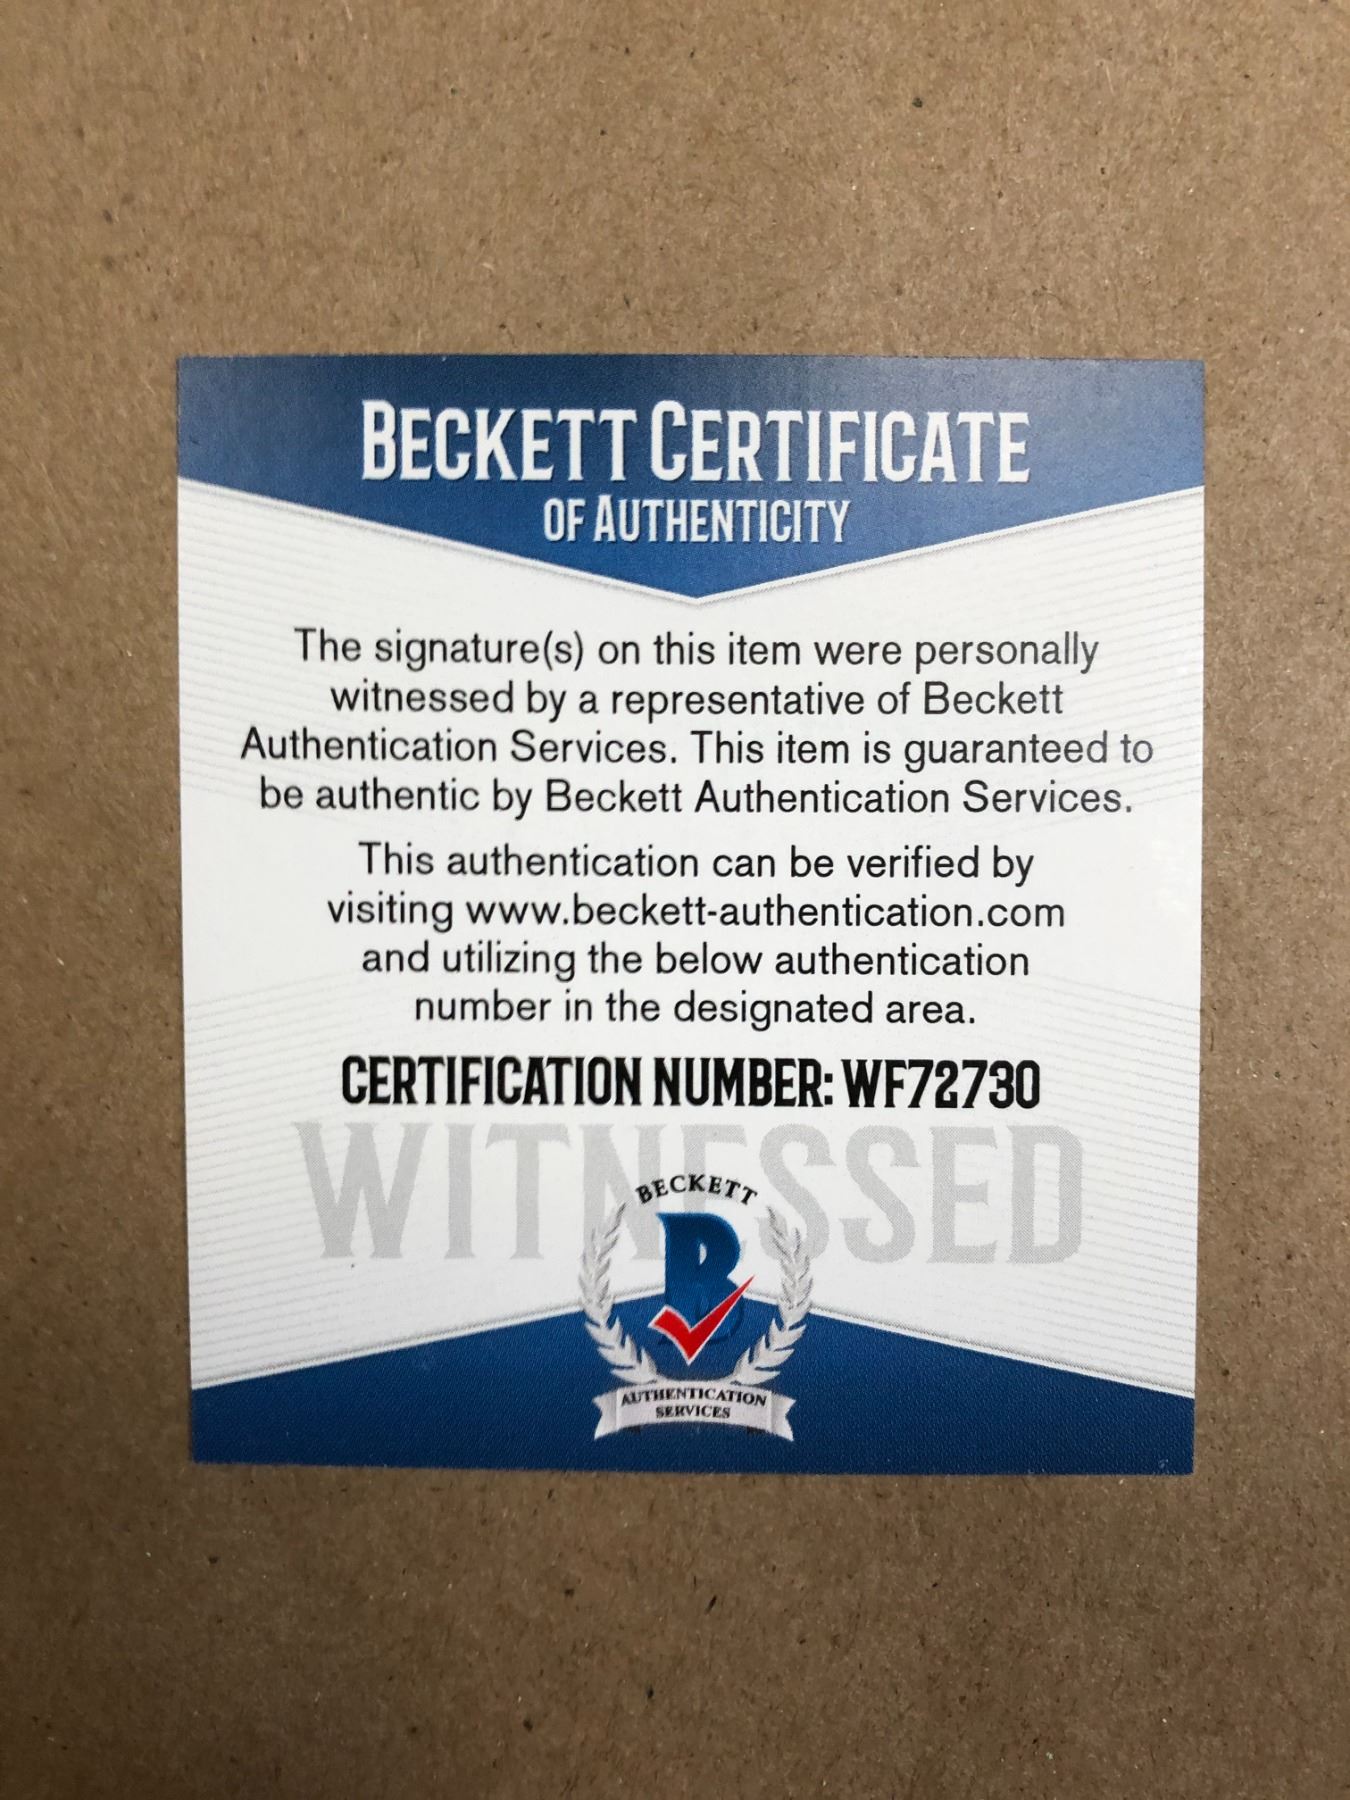 BECKETT CERTIFICATE
OF AUTHENTICITY
The signature(s) on this item were personally
witnessed by a representative of Beckett
Authentication Services. This item is guaranteed to
be authentic by Beckett Authentication Services.
This authentication can be verified by
visiting www.beckett-authentication.com
and utilizing the below authentication
number in the designated area.
CERTIFICATION NUMBER: WF72730
WITNESSED
BECKETT
B
AUTHENTICATION
SERVICES